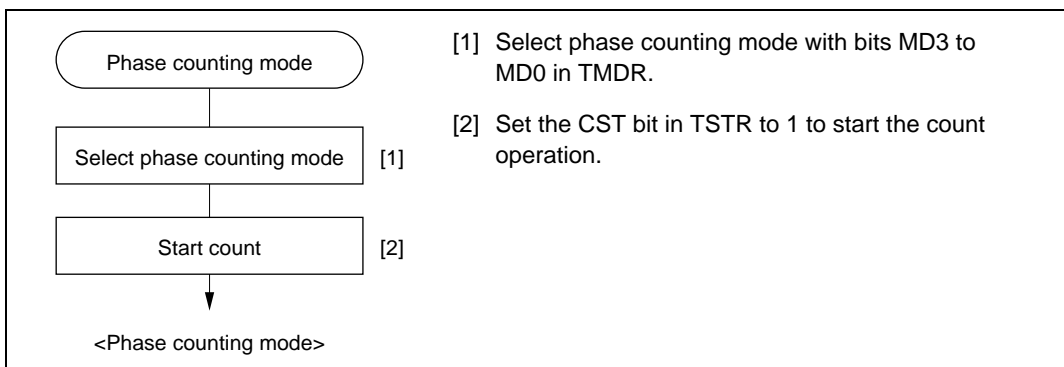 Phase counting mode
Select phase counting mode [1]
Start count [2]
<Phase counting mode>
[1] Select phase counting mode with bits MD3 to
MD0 in TMDR.
[2] Set the CST bit in TSTR to 1 to start the count
operation.